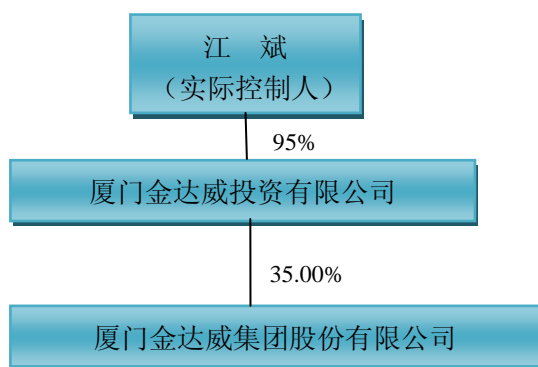 江 斌
（实际控制人）
95%
厦门金达威投资有限公司
35.00%
厦门金达威集团股份有限公司